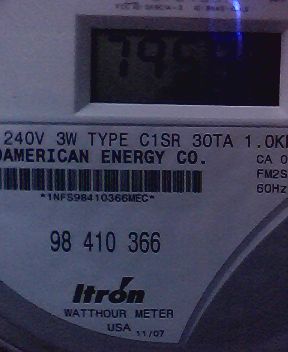 240V 3W TYPE C1SR 30TA 1.0K
AMERICAN ENERGY CO.
CA 0
FM2S
60Hz
*1NFS98410366MEC*
98 410 366
Itron
WATTHOUR METER
USA 11/07